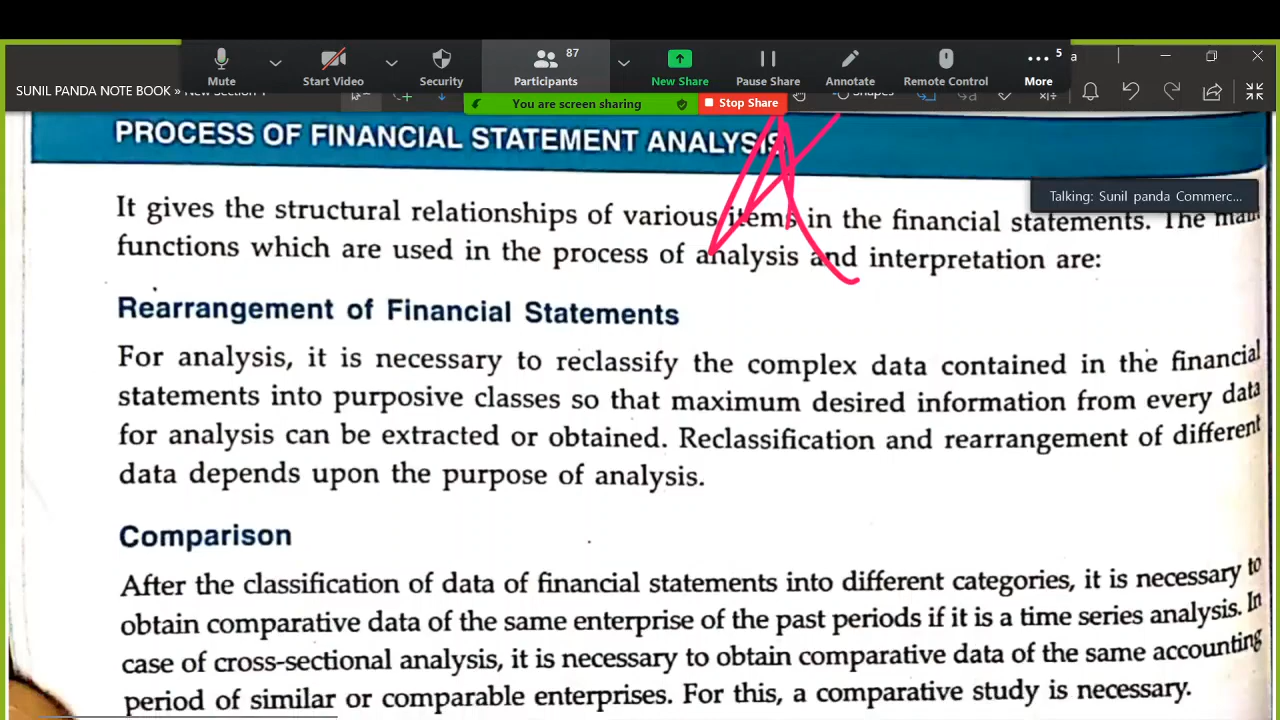 87
5
Mute
Start Video
Security
Participants
New Share
Pause Share
Annotate
Remote Control
More
a
SUNIL PANDA NOTE BOOK » New Section 1
You are screen sharing
Stop Share
Shapes
PROCESS OF FINANCIAL STATEMENT ANALYSIS
Talking: Sunil panda Commerc...
It gives the structural relationships of various items in the financial statements. The main
functions which are used in the process of analysis and interpretation are:
Rearrangement of Financial Statements
For analysis, it is necessary to reclassify the complex data contained in the financial
statements into purposive classes so that maximum desired information from every data
for analysis can be extracted or obtained. Reclassification and rearrangement of different
data depends upon the purpose of analysis.
Comparison
After the classification of data of financial statements into different categories, it is necessary to
obtain comparative data of the same enterprise of the past periods if it is a time series analysis. In
case of cross-sectional analysis, it is necessary to obtain comparative data of the same accounting
period of similar or comparable enterprises. For this, a comparative study is necessary.